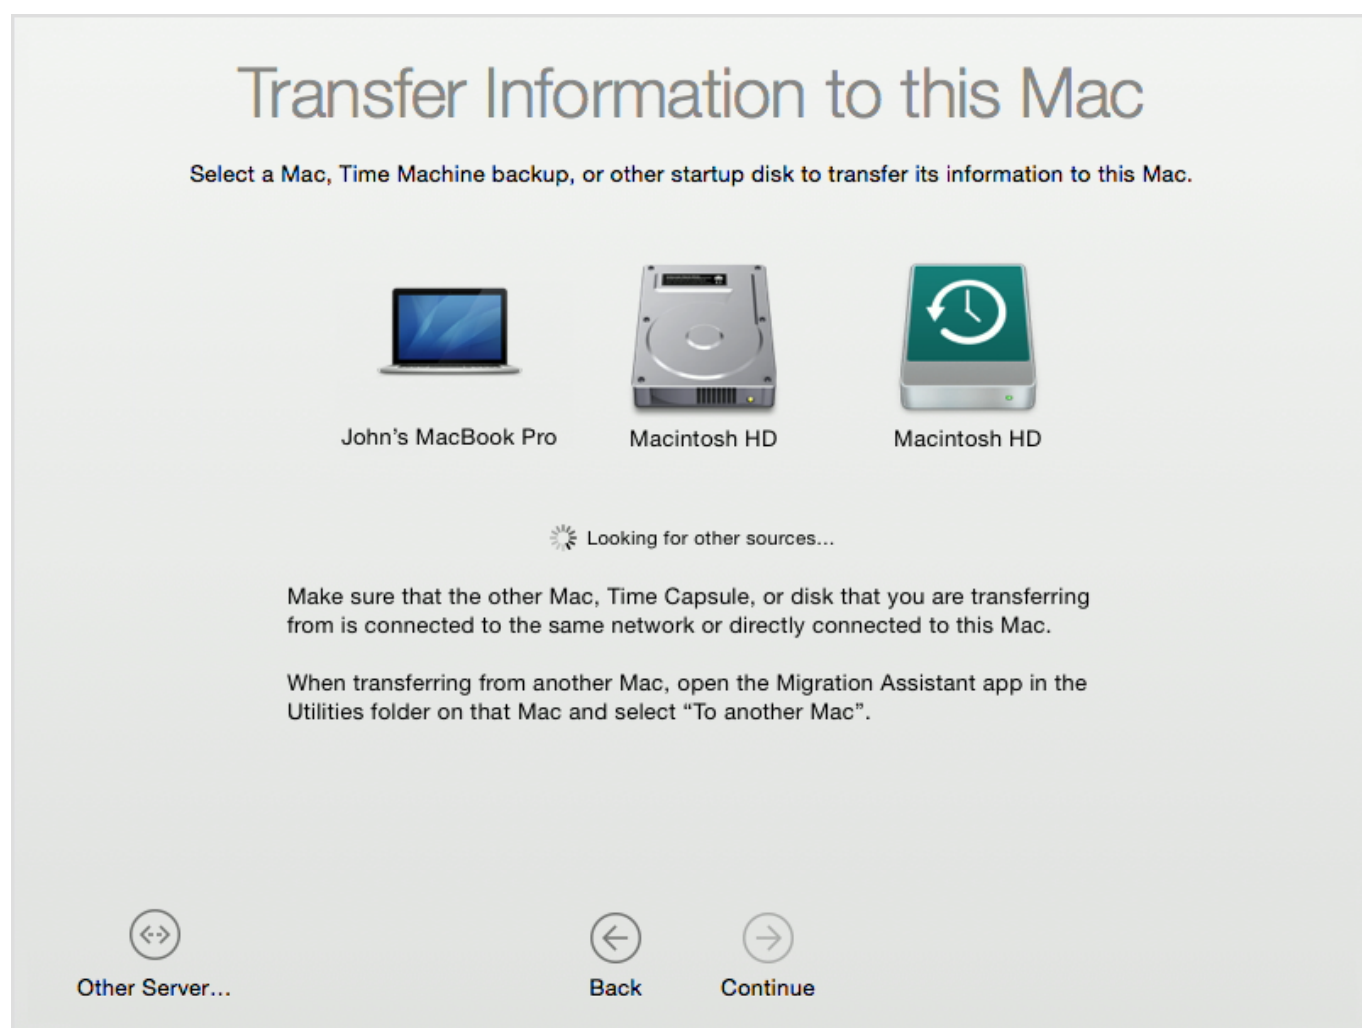 Transfer Information to this Mac
Select a Mac, Time Machine backup, or other startup disk to transfer its information to this Mac.
John’s MacBook Pro
Macintosh HD
Macintosh HD
Looking for other sources...
Make sure that the other Mac, Time Capsule, or disk that you are transferring
from is connected to the same network or directly connected to this Mac.
When transferring from another Mac, open the Migration Assistant app in the
Utilities folder on that Mac and select “To another Mac”.
Other Server...
Back
Continue